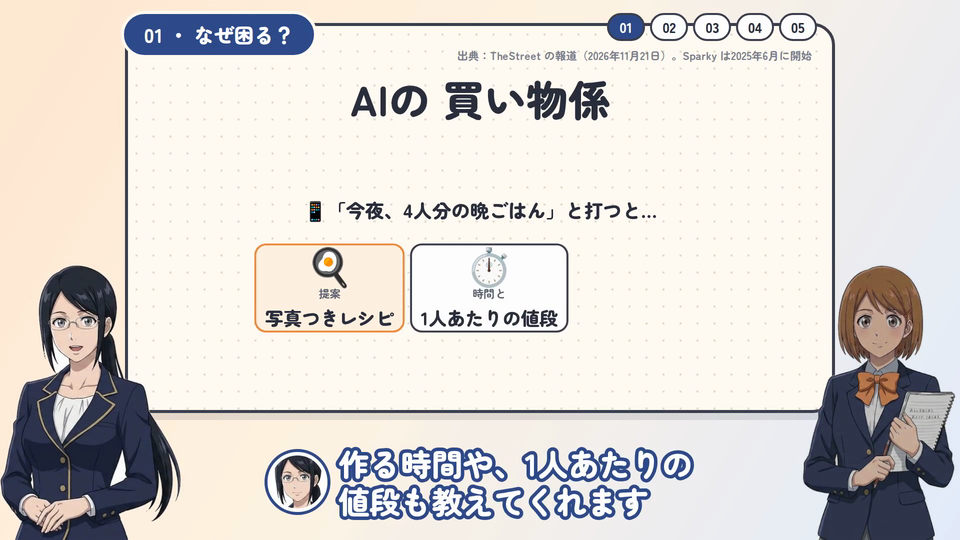 01 ・ なぜ困る？
01 02 03 04 05
出典：TheStreet の報道（2026年11月21日）。Sparky は2025年6月に開始
AIの 買い物係
「今夜、4人分の晩ごはん」と打つと…
提案
写真つきレシピ
時間と
1人あたりの値段
作る時間や、1人あたりの
値段も教えてくれます